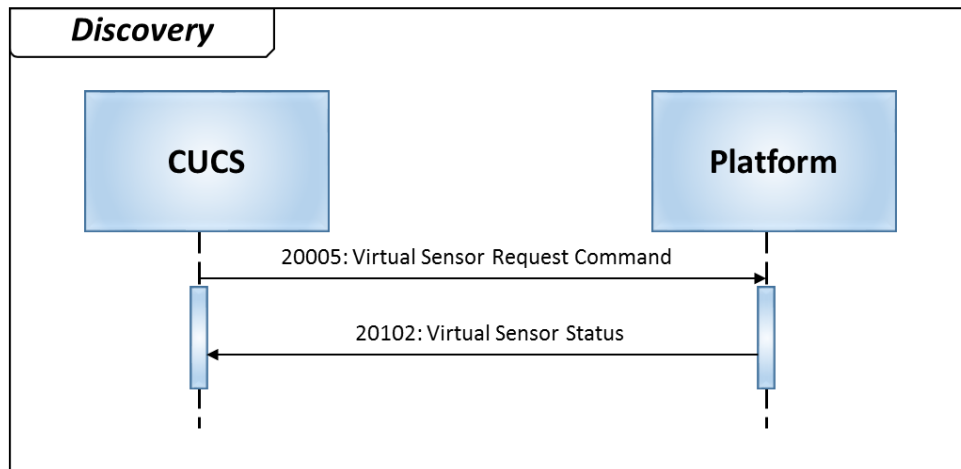 Discovery
CUCS
Platform
20005: Virtual Sensor Request Command
20102: Virtual Sensor Status